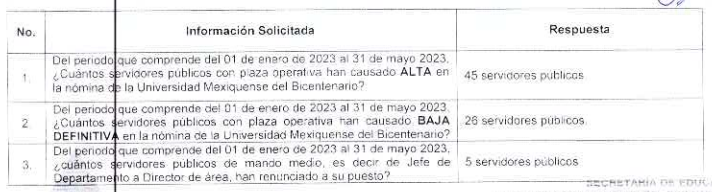 No. Información Solicitada Respuesta
Del periodo que comprende del 01 de enero de 2023 al 31 de mayo 2023,
1. ¿Cuántos servidores públicos con plaza operativa han causado ALTA en 45 servidores públicos
la nómina de la Universidad Mexiquense del Bicentenario?
Del periodo que comprende del 01 de enero de 2023 al 31 de mayo 2023,
2. ¿Cuántos servidores públicos con plaza operativa han causado BAJA 26 servidores públicos
DEFINITIVA en la nómina de la Universidad Mexiquense del Bicentenario?
Del periodo que comprende del 01 de enero de 2023 al 31 de mayo 2023,
3. ¿cuántos servidores públicos de mando medio, es decir de Jefe de 5 servidores públicos
Departamento a Director de área, han renunciado a su puesto?
SECRETARÍA DE EDUC